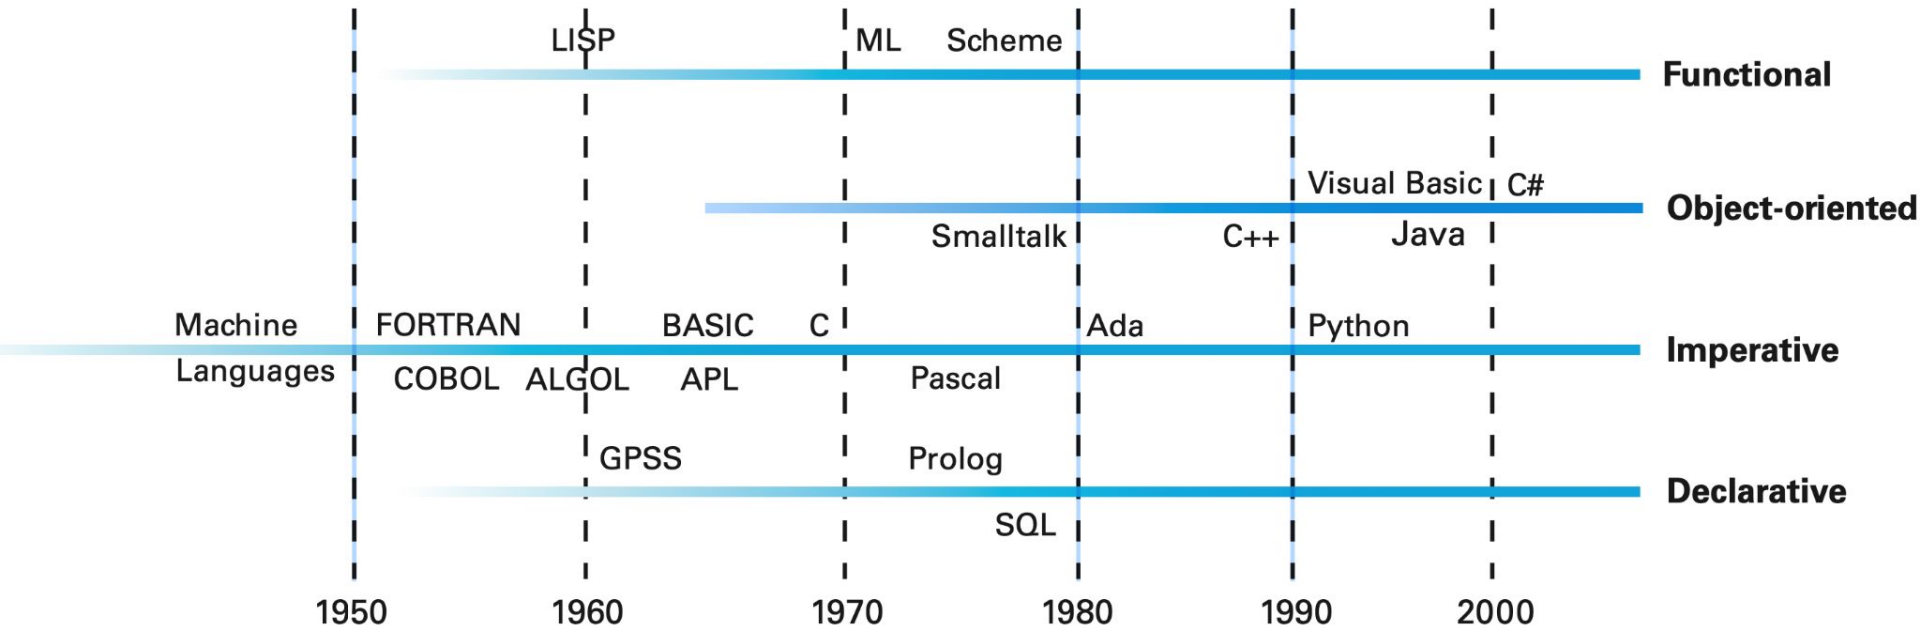 LISP ML Scheme
Functional
Visual Basic C#
Object-oriented
Smalltalk C++ Java
Machine FORTRAN BASIC C Ada Python
Imperative
Languages COBOL ALGOL APL Pascal
GPSS Prolog
Declarative
SQL
1950 1960 1970 1980 1990 2000